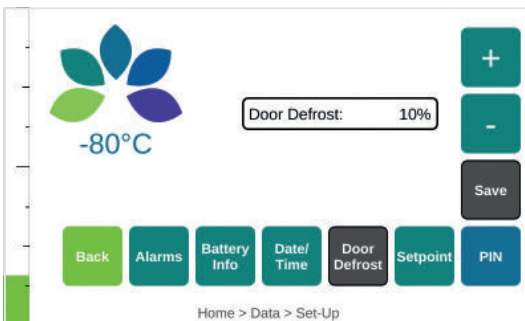 +
Door Defrost: 10%
-
-80°C
Save
Back
Alarms
Battery
Info
Date/
Time
Door
Defrost
Setpoint
PIN
Home > Data > Set-Up